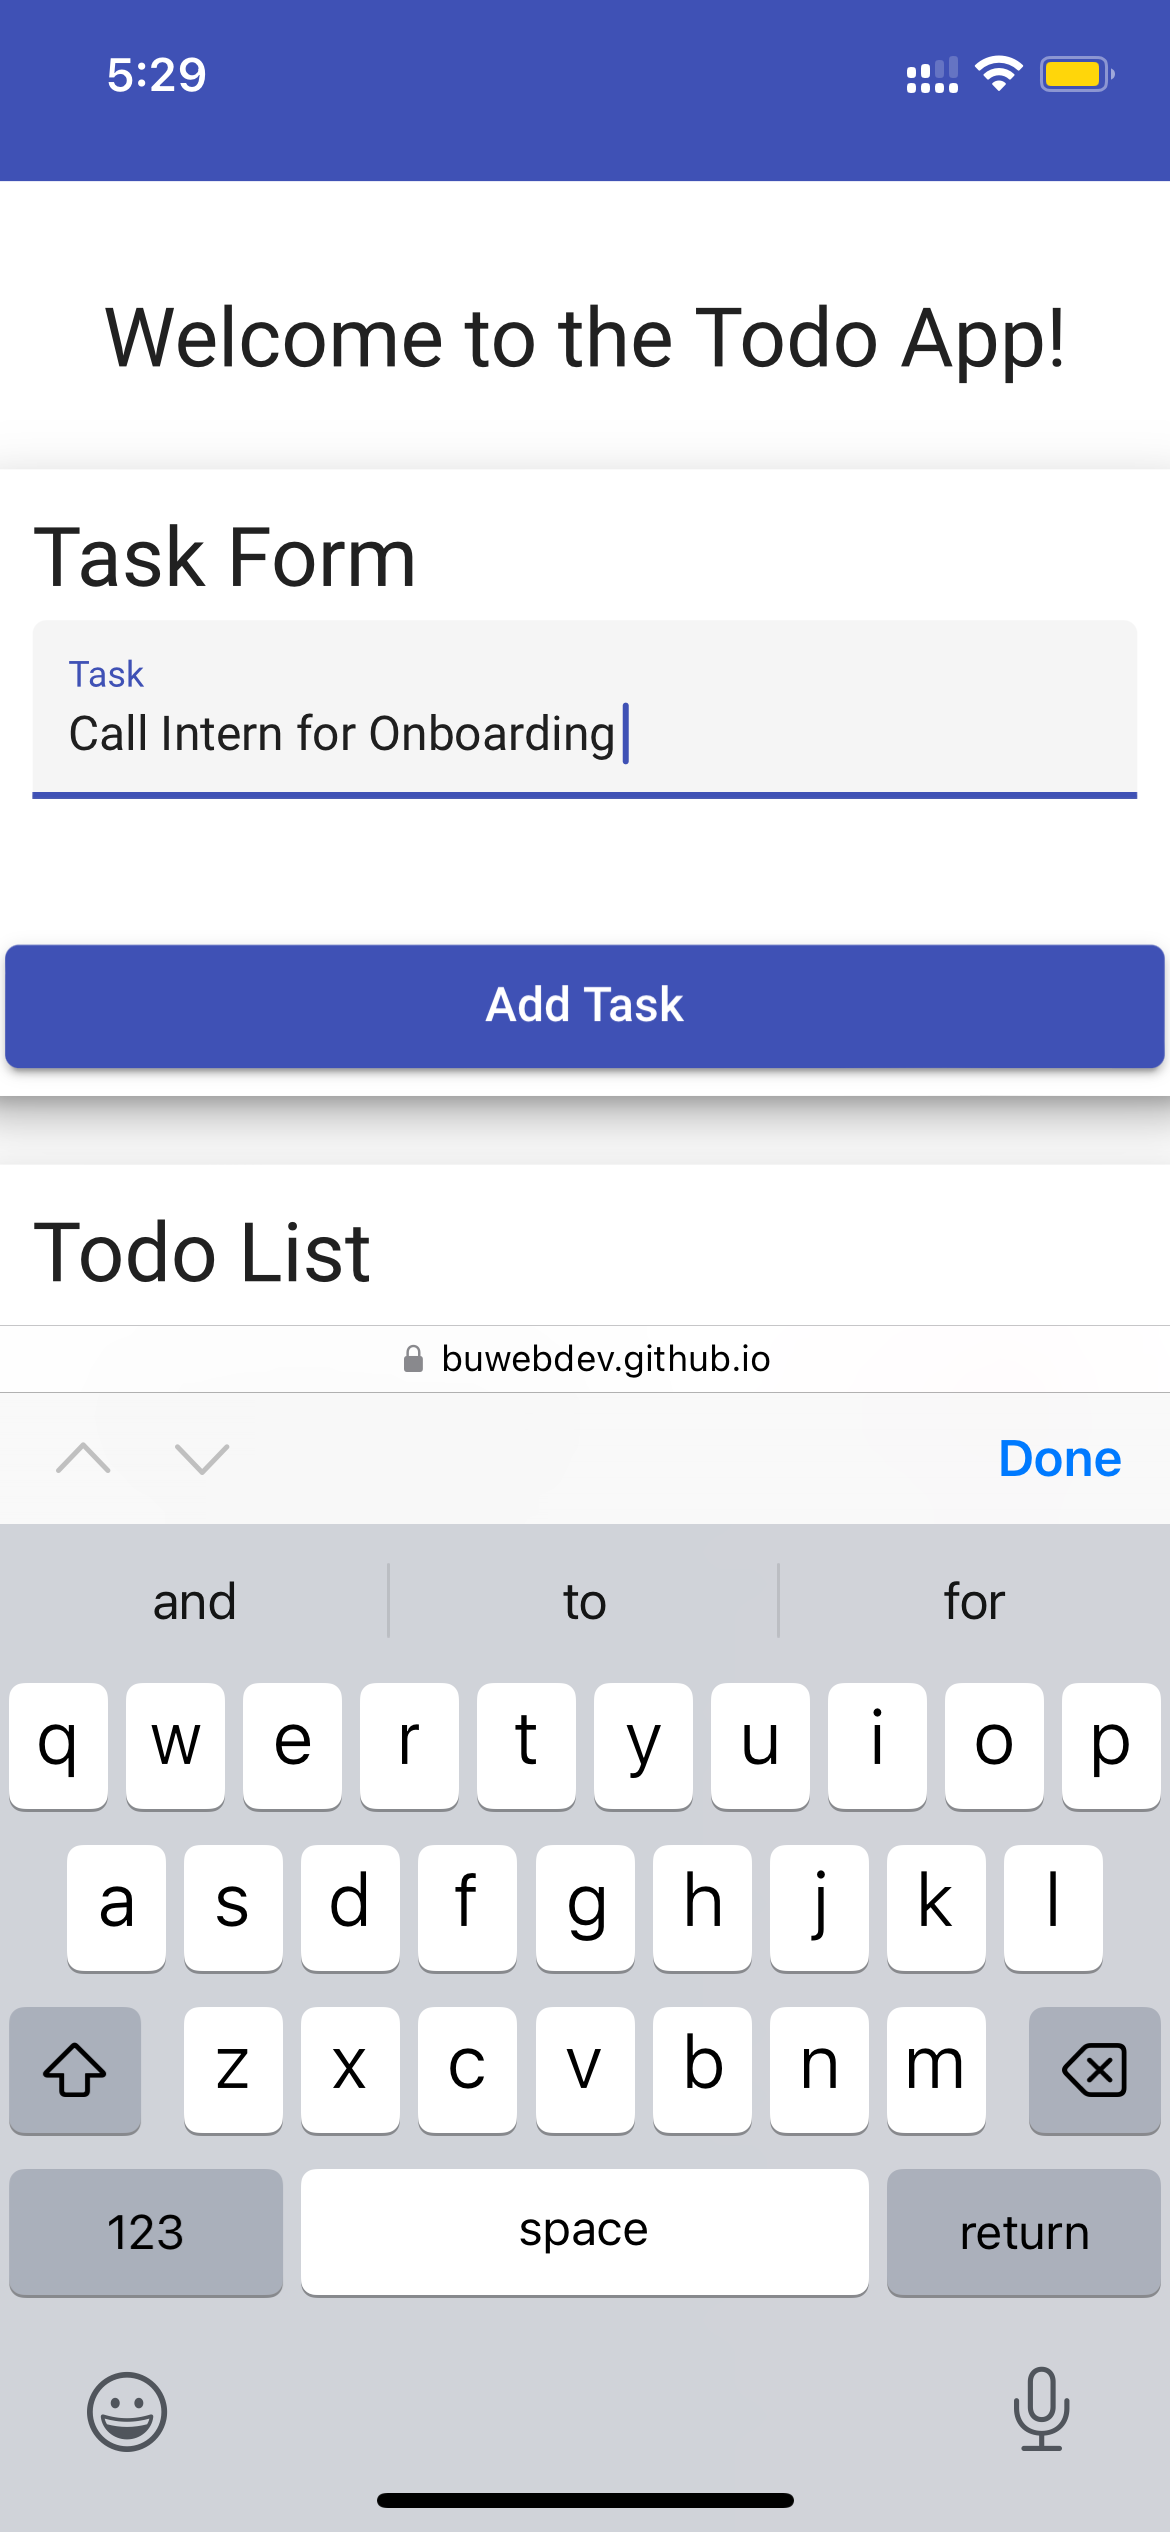 5:29
Welcome to the Todo App!
Task Form
Task
Call Intern for Onboarding
Add Task
Todo List
buwebdev.github.io
Done
and to for
q w e r t y u i o p
a s d f g h j k l
z x c v b n m
123 space return